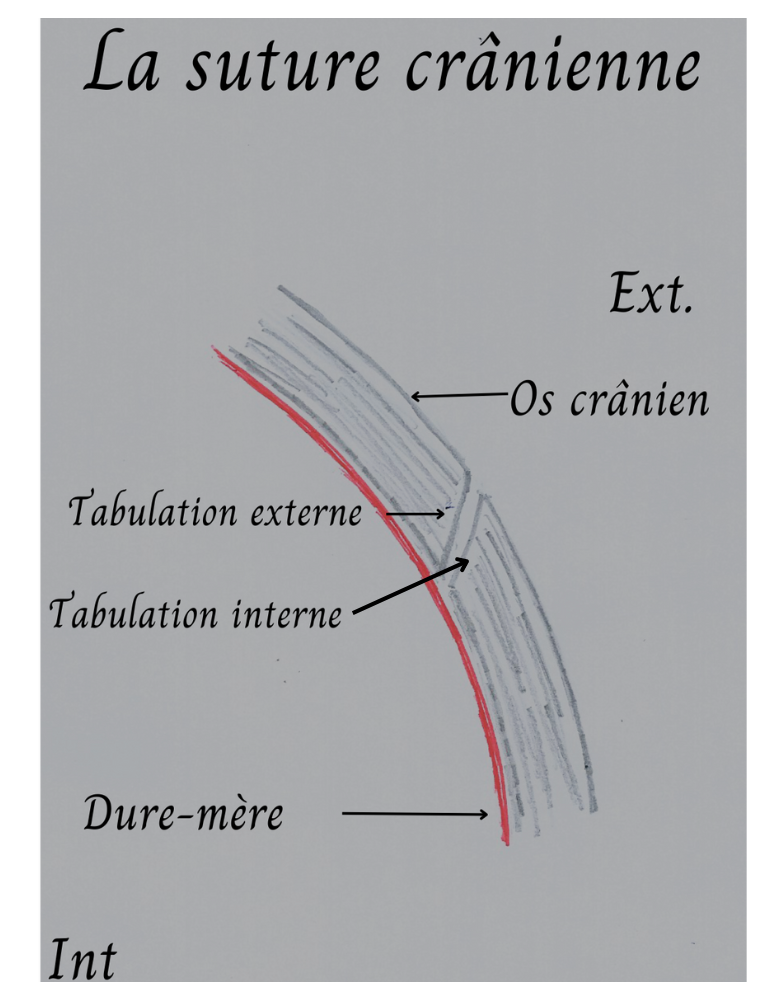 La suture crânienne
Ext.
Os crânien
Tabulation externe
Tabulation interne
Dure-mère
Int